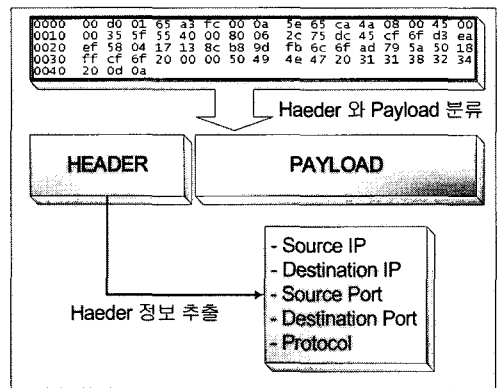 0000 00 d0 01 65 a3 fc 00 0a 5e 65 ca 4a 08 00 45 00
0010 00 35 5f 55 40 00 80 06 2c 75 dc 45 cf 6f d3 ea
0020 ef 58 04 17 13 8c b8 9d fb 6c 6f ad 79 5a 50 18
0030 ff cf 6f 20 00 00 50 49 4e 47 20 31 31 38 32 34
0040 20 0d 0a
Haeder 와 Payload 분류
HEADER PAYLOAD
- Source IP
- Destination IP
- Source Port
- Destination Port
- Protocol
Haeder 정보 추출